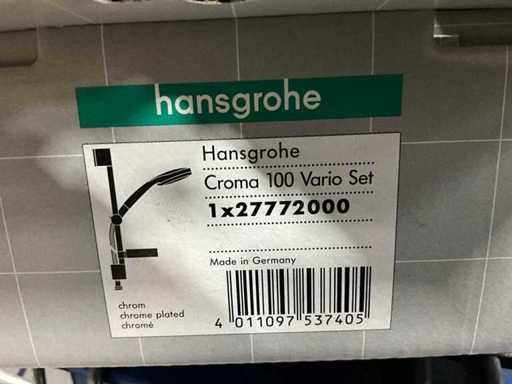 hansgrohe
Hansgrohe
Croma 100 Vario Set
1x27772000
Made in Germany
chrom
chrome plated
chromé
4 011097 537405